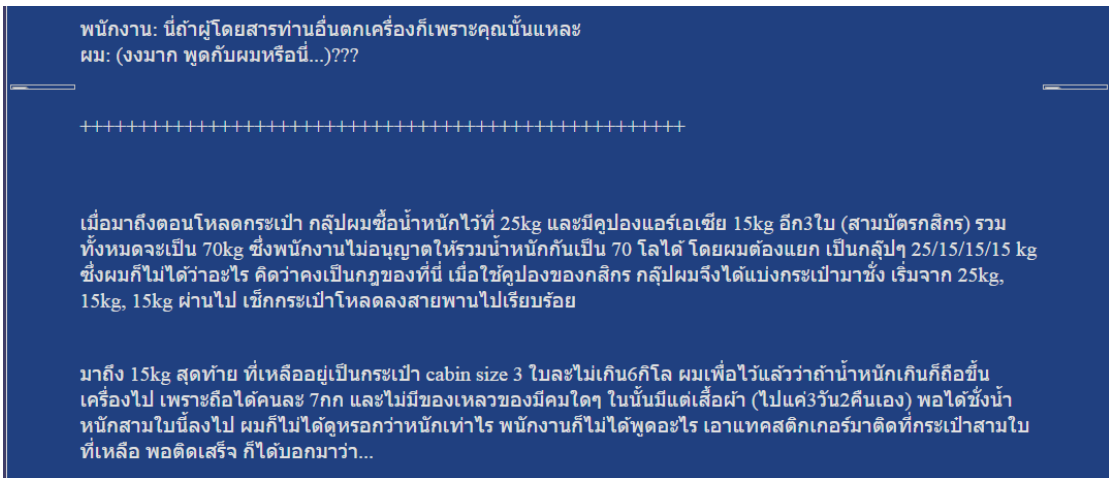 พนักงาน: นี่ถ้าผู้โดยสารท่านอื่นตกเครื่องก็เพราะคุณนั้นแหละ
ผม: (งงมาก พูดกับผมหรือนี่...)???
++++++++++++++++++++++++++++++++++++++++++++++++++++
เมื่อมาถึงตอนโหลดกระเป๋า กลุ๊ปผมซื้อน้ำหนักไว้ที่ 25kg และมีคูปองแอร์เอเซีย 15kg อีก3ใบ (สามบัตรกสิกร) รวม
ทั้งหมดจะเป็น 70kg ซึ่งพนักงานไม่อนุญาตให้รวมน้ำหนักกันเป็น 70 โลได้ โดยผมต้องแยก เป็นกลุ๊ปๆ 25/15/15/15 kg
ซึ่งผมก็ไม่ได้ว่าอะไร คิดว่าคงเป็นกฎของที่นี่ เมื่อใช้คูปองของกสิกร กลุ๊ปผมจึงได้แบ่งกระเป๋ามาชั่ง เริ่มจาก 25kg,
15kg, 15kg ผ่านไป เช็กกระเป๋าโหลดลงสายพานไปเรียบร้อย
มาถึง 15kg สุดท้าย ที่เหลืออยู่เป็นกระเป๋า cabin size 3 ใบละไม่เกิน6กิโล ผมเผื่อไว้แล้วว่าถ้าน้ำหนักเกินก็ถือขึ้น
เครื่องไป เพราะถือได้คนละ 7กก และไม่มีของเหลวของมีคมใดๆ ในนั้นมีแต่เสื้อผ้า (ไปแค่3วัน2คืนเอง) พอได้ชั่งน้ำ
หนักสามใบนี้ลงไป ผมก็ไม่ได้ดูหรอกว่าหนักเท่าไร พนักงานก็ไม่ได้พูดอะไร เอาแทคสติกเกอร์มาติดที่กระเป๋าสามใบ
ที่เหลือ พอติดเสร็จ ก็ได้บอกมาว่า...